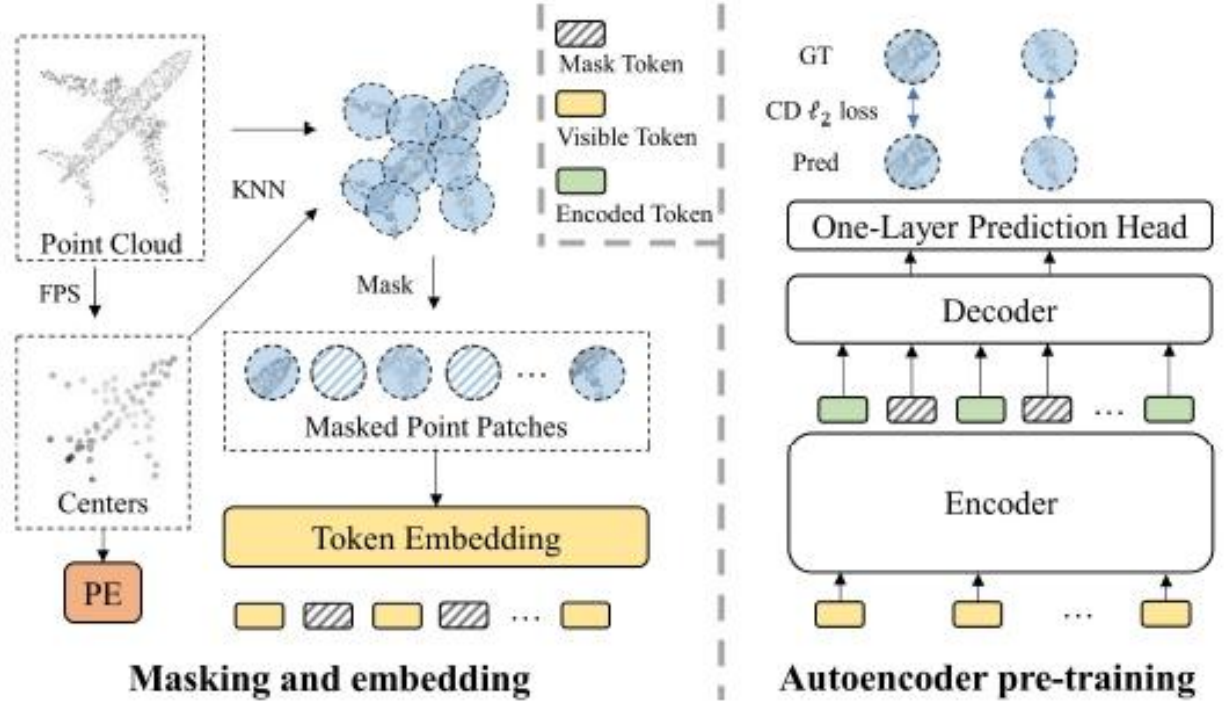 Point Cloud
FPS
KNN
Centers
PE
Mask
Masked Point Patches
...
Token Embedding
...
Masking and embedding
Mask Token
Visible Token
Encoded Token
GT
CD ℓ₂ loss
Pred
One-Layer Prediction Head
Decoder
...
Encoder
...
Autoencoder pre-training